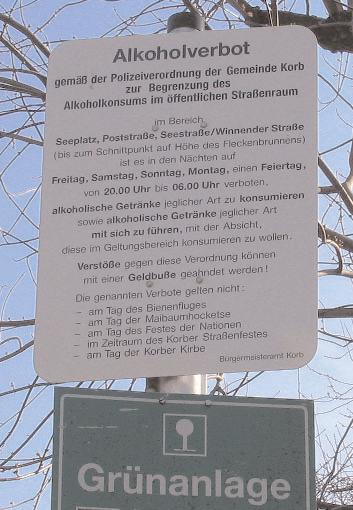 Alkoholverbot
gemäß der Polizeiverordnung der Gemeinde Korb
zur Begrenzung des
Alkoholkonsums im öffentlichen Straßenraum
im Bereich
Seeplatz, Poststraße, Seestraße/Winnender Straße
(bis zum Schnittpunkt auf Höhe des Fleckenbrunnens)
ist es in den Nächten auf
Freitag, Samstag, Sonntag, Montag, einen Feiertag,
von 20.00 Uhr bis 06.00 Uhr verboten,
alkoholische Getränke jeglicher Art zu konsumieren
sowie alkoholische Getränke jeglicher Art
mit sich zu führen, mit der Absicht,
diese im Geltungsbereich konsumieren zu wollen.
Verstöße gegen diese Verordnung können
mit einer Geldbuße geahndet werden!
Die genannten Verbote gelten nicht:
– am Tag des Bienenfluges
– am Tag der Maibaumhocketse
– am Tag des Festes der Nationen
– im Zeitraum des Korber Straßenfestes
– am Tag der Korber Kirbe
Bürgermeisteramt Korb
Grünanlage